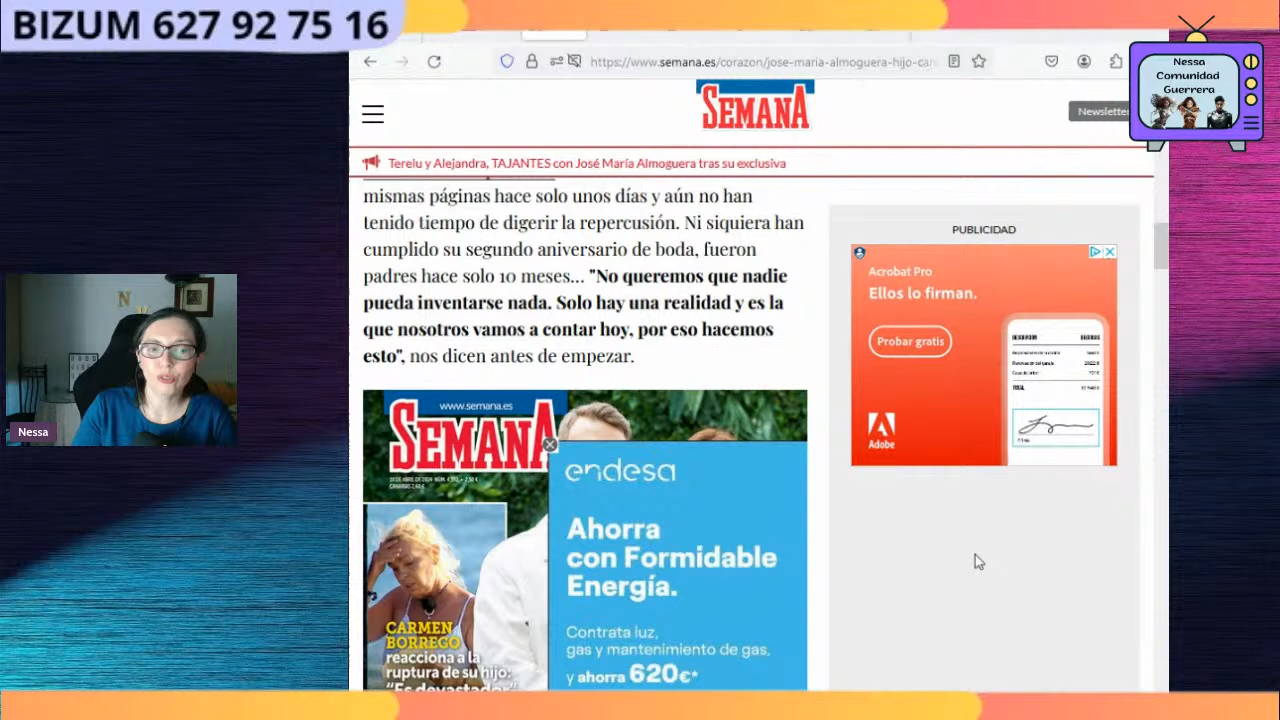 BIZUM 627 92 75 16
https://www.semana.es/corazon/jose-maria-almoguera-hijo-car
Nessa
Comunidad
Guerrera
SEMANA
Newsletter
Terelu y Alejandra, TAJANTES con José María Almoguera tras su exclusiva
mismas páginas hace solo unos días y aún no han
tenido tiempo de digerir la repercusión. Ni siquiera han
cumplido su segundo aniversario de boda, fueron
padres hace solo 10 meses... "No queremos que nadie
pueda inventarse nada. Solo hay una realidad y es la
que nosotros vamos a contar hoy, por eso hacemos
esto", nos dicen antes de empezar.
PUBLICIDAD
Acrobat Pro
Ellos lo firman.
Probar gratis
TOTAL
Adobe
N
Nessa
www.semana.es
SEMANA
CARMEN
BORREGO
reacciona a la
ruptura de su hijo:
"Es devastador"
endesa
Ahorra
con Formidable
Energía.
Contrata luz,
gas y mantenimiento de gas,
y ahorra 620€*